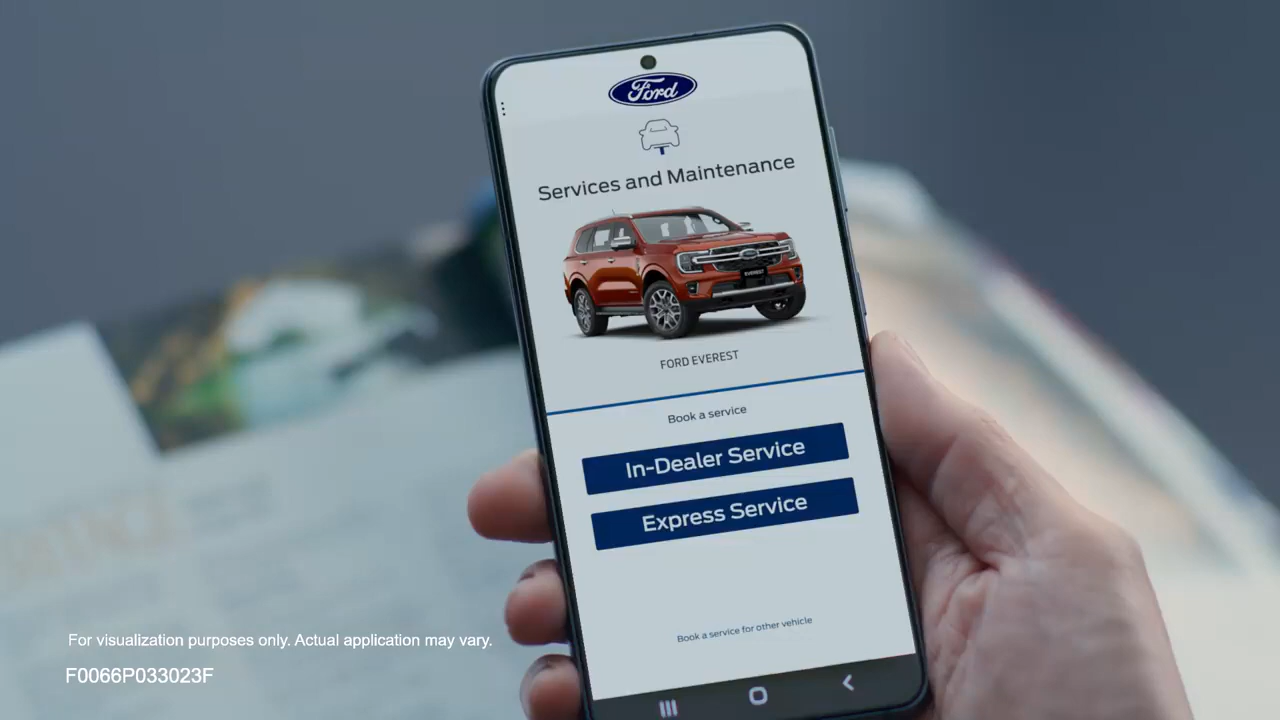 Ford
Services and Maintenance
EVEREST
FORD EVEREST
Book a service
In-Dealer Service
Express Service
Book a service for other vehicle
For visualization purposes only. Actual application may vary.
F0066P033023F